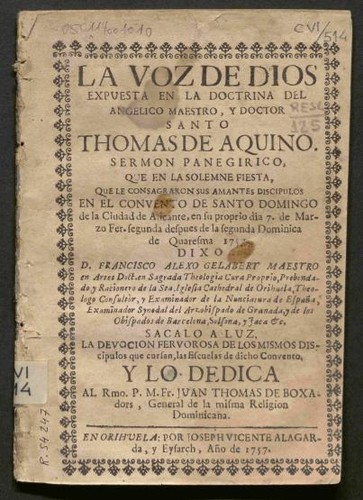 CVI/
514
LA VOZ DE DIOS
EXPUESTA EN LA DOCTRINA DEL
ANGELICO MAESTRO, Y DOCTOR
SANTO
THOMAS DE AQUINO.
SERMON PANEGIRICO,
QUE EN LA SOLEMNE FIESTA,
QUE LE CONSAGRARON SUS AMANTES DISCIPULOS
EN EL CONVENTO DE SANTO DOMINGO
de la Ciudad de Alicante, en su proprio dia 7. de Mar-
zo Fer. segunda despues de la segunda Dominica
de Quaresma
DIXO
D. FRANCISCO ALEXO GELABERT MAESTRO
en Artes Doct. en Sagrada Theologia Cura Proprio, Prebenda-
do y Racionero de la Sta. Iglesia Cathedral de Orihuela, Theo-
logo Consultor, y Examinador de la Nunciatura de España,
Examinador Synodal del Arzobispado de Granada, y de los
Obispados de Barcelona, Solsona, y Jaca &c.
SACALO A LUZ,
LA DEVOCION FERVOROSA DE LOS MISMOS DIS-
cipulos que cursan, las Escuelas de dicho Convento,
Y LO DEDICA
AL Rmo. P. M. Fr. JUAN THOMAS DE BOXA-
dors, General de la misma Religion
Dominicana.
EN ORIHUELA: POR JOSEPH VICENTE ALAGAR-
da, y Eysarch, Año de 1757.
VI
14
R. 54247